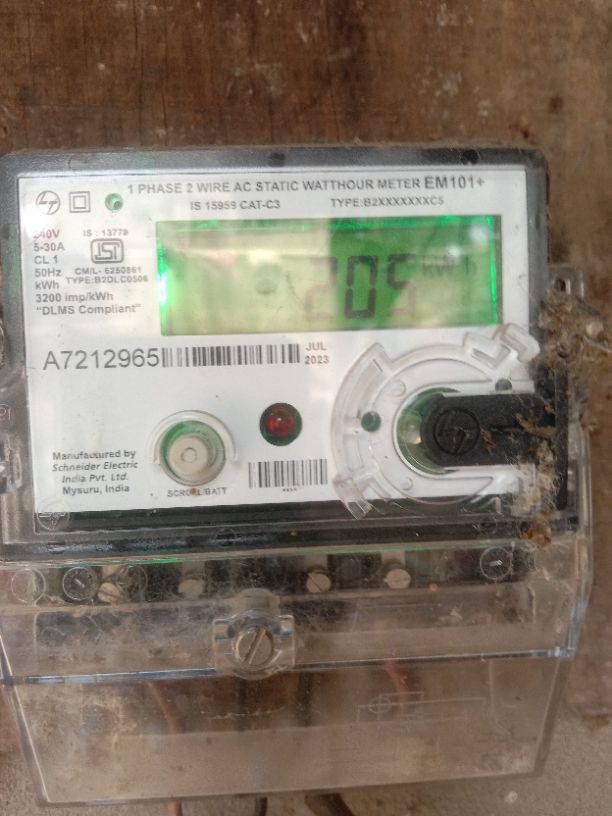 1 PHASE 2 WIRE AC STATIC WATTHOUR METER EM101+
IS 15959 CAT-C3 TYPE:B2XXXXXXXC5
240V
5-30A
CL 1
50Hz
kWh
3200 imp/kWh
"DLMS Compliant"
IS : 13779
ISI
CM/L- 6250861
TYPE:B2DLC0506
205 kWh
A7212965
JUL
2023
Manufactured by
Schneider Electric
India Pvt. Ltd.
Mysuru, India
SCROLL/BATT